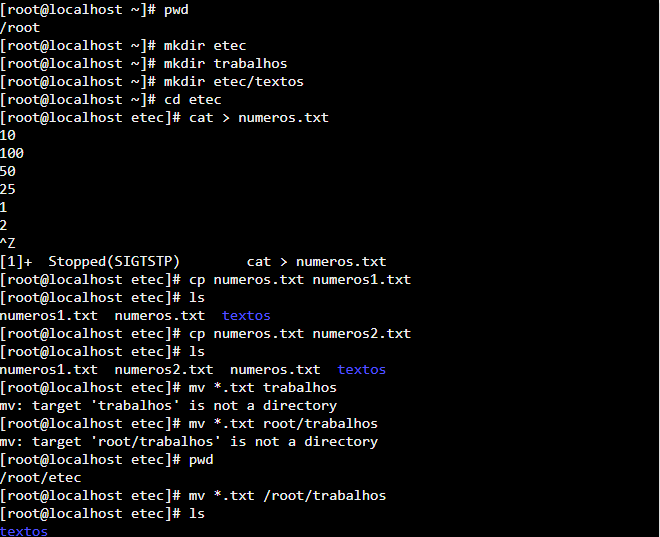 [root@localhost ~]# pwd
/root
[root@localhost ~]# mkdir etec
[root@localhost ~]# mkdir trabalhos
[root@localhost ~]# mkdir etec/textos
[root@localhost ~]# cd etec
[root@localhost etec]# cat > numeros.txt
10
100
50
25
1
2
^Z
[1]+  Stopped(SIGTSTP)        cat > numeros.txt
[root@localhost etec]# cp numeros.txt numeros1.txt
[root@localhost etec]# ls
numeros1.txt  numeros.txt  textos
[root@localhost etec]# cp numeros.txt numeros2.txt
[root@localhost etec]# ls
numeros1.txt  numeros2.txt  numeros.txt  textos
[root@localhost etec]# mv *.txt trabalhos
mv: target 'trabalhos' is not a directory
[root@localhost etec]# mv *.txt root/trabalhos
mv: target 'root/trabalhos' is not a directory
[root@localhost etec]# pwd
/root/etec
[root@localhost etec]# mv *.txt /root/trabalhos
[root@localhost etec]# ls
textos